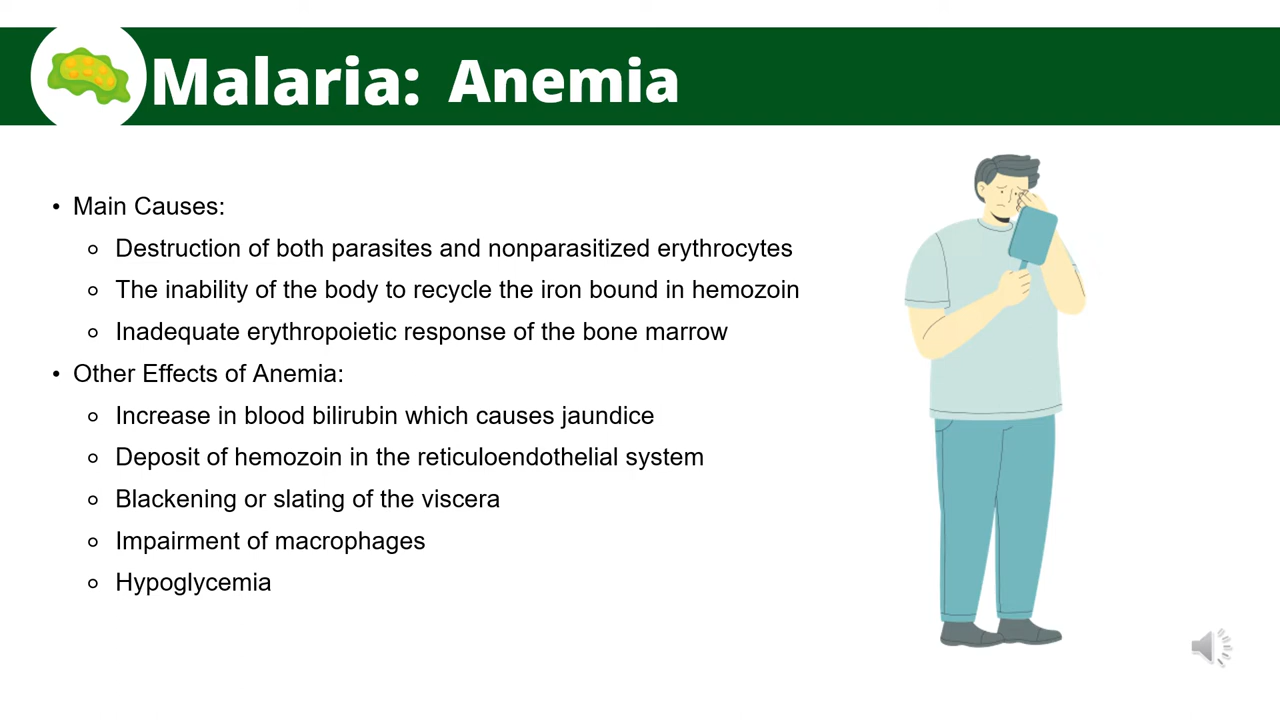 Malaria: Anemia
• Main Causes:
○ Destruction of both parasites and nonparasitized erythrocytes
○ The inability of the body to recycle the iron bound in hemozoin
○ Inadequate erythropoietic response of the bone marrow
• Other Effects of Anemia:
○ Increase in blood bilirubin which causes jaundice
○ Deposit of hemozoin in the reticuloendothelial system
○ Blackening or slating of the viscera
○ Impairment of macrophages
○ Hypoglycemia